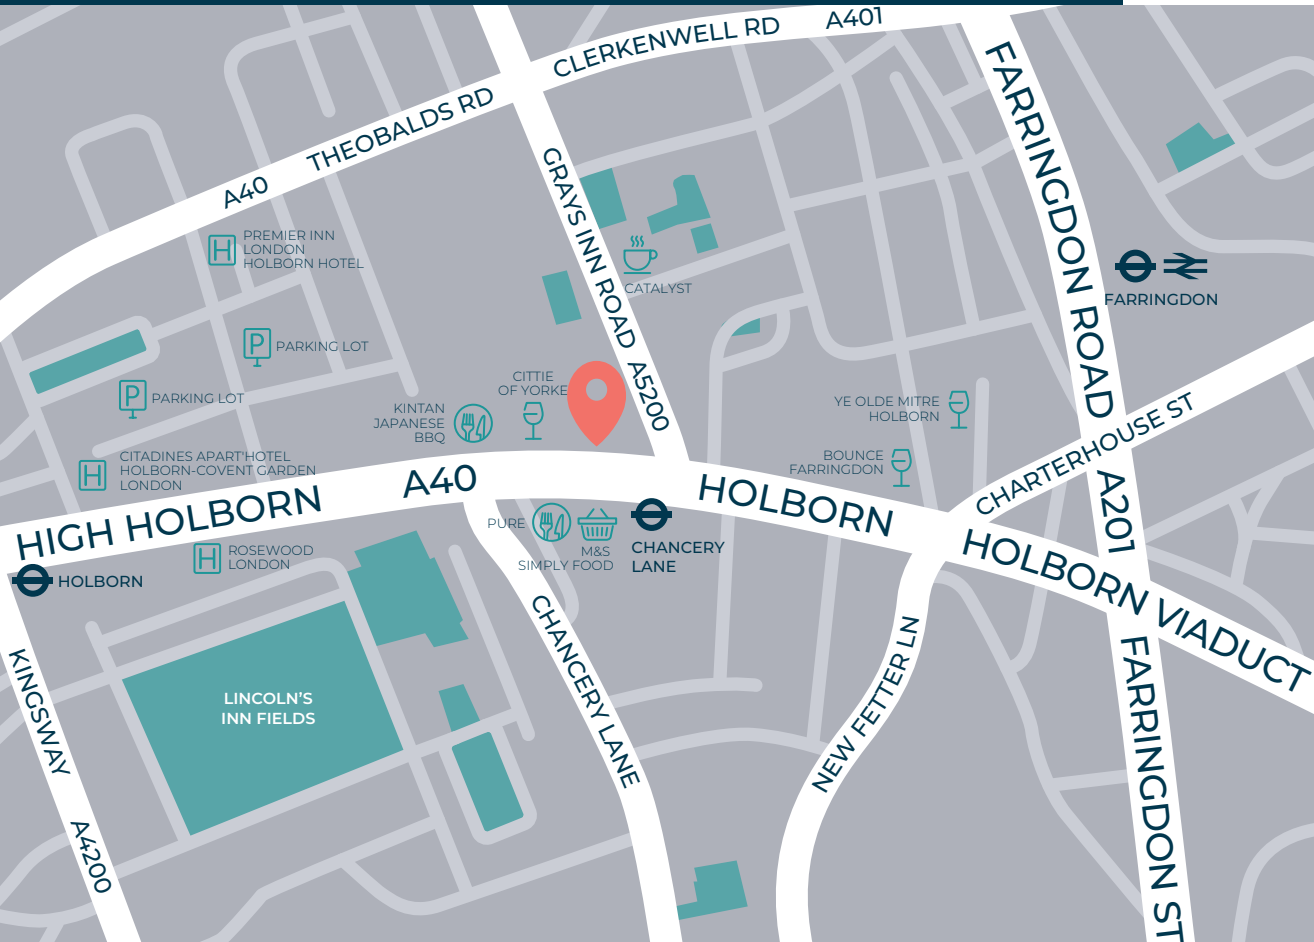 CLERKENWELL RD
A401
THEOBALDS RD
A40
GRAYS INN ROAD
A5200
FARRINGDON ROAD
A201
PREMIER INN
LONDON
HOLBORN HOTEL
H
CATALYST
FARRINGDON
P
PARKING LOT
P
PARKING LOT
CITTIE
OF YORKE
KINTAN
JAPANESE
BBQ
YE OLDE MITRE
HOLBORN
BOUNCE
FARRINGDON
CHARTERHOUSE ST
H
CITADINES APART'HOTEL
HOLBORN-COVENT GARDEN
LONDON
HIGH HOLBORN
A40
HOLBORN
HOLBORN VIADUCT
PURE
M&S
SIMPLY FOOD
CHANCERY
LANE
H
ROSEWOOD
LONDON
HOLBORN
KINGSWAY
A4200
LINCOLN’S
INN FIELDS
CHANCERY LANE
NEW FETTER LN
FARRINGDON ST